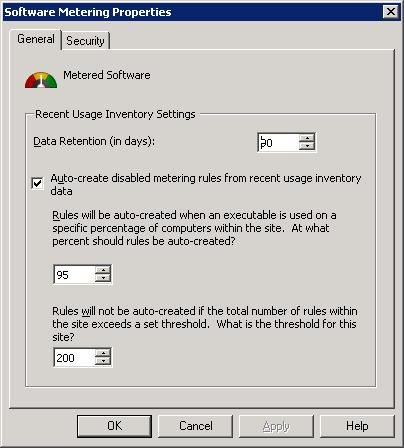 Software Metering Properties
General
Security
Metered Software
Recent Usage Inventory Settings
Data Retention (in days):
90
Auto-create disabled metering rules from recent usage inventory
data
Rules will be auto-created when an executable is used on a
specific percentage of computers within the site. At what
percent should rules be auto-created?
95
Rules will not be auto-created if the total number of rules within
the site exceeds a set threshold. What is the threshold for this
site?
200
OK
Cancel
Apply
Help